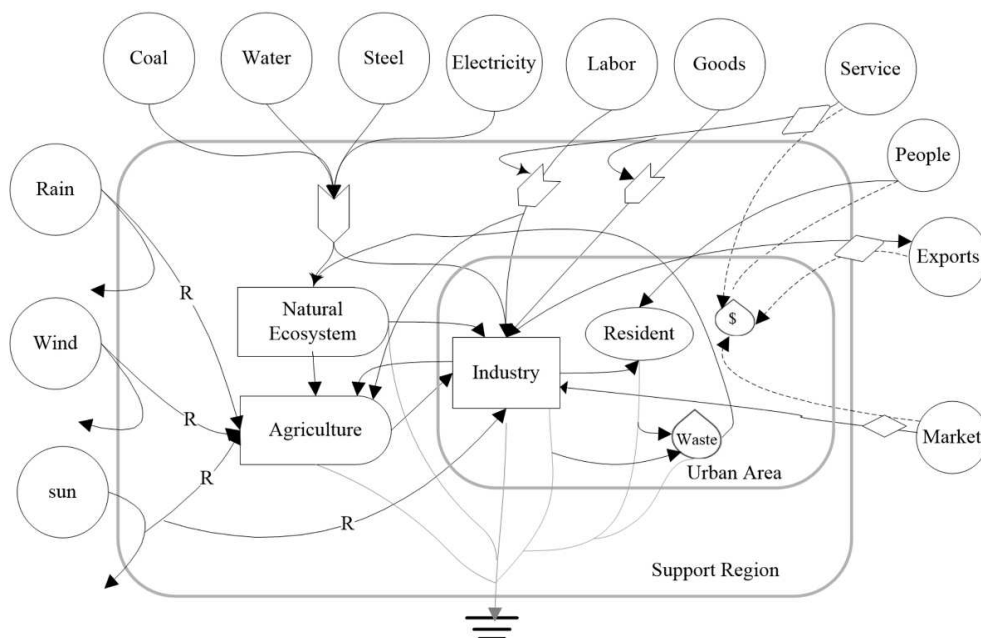 Coal
Water
Steel
Electricity
Labor
Goods
Service
People
Rain
R
Exports
Natural
Ecosystem
$
Wind
Resident
Industry
R
Agriculture
Waste
Market
Urban Area
sun
R
R
Support Region